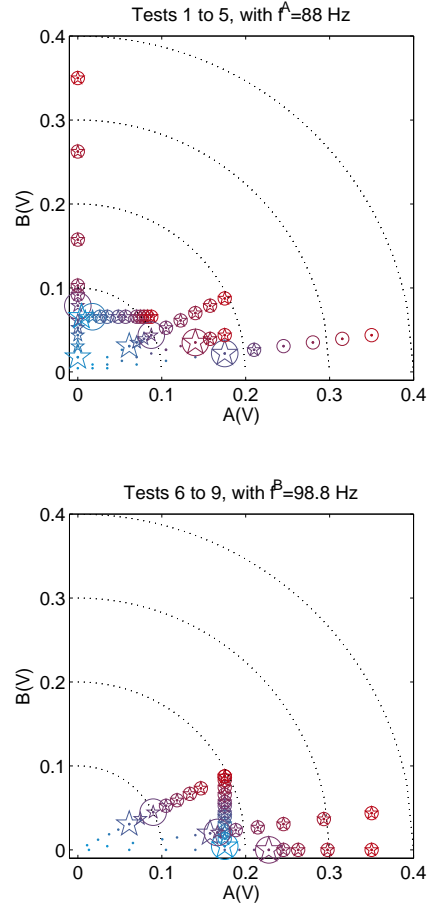 Tests 1 to 5, with f^A=88 Hz
0.4
0.3
0.2
0.1
0
B(V)
0 0.1 0.2 0.3 0.4
A(V)
Tests 6 to 9, with f^B=98.8 Hz
0.4
0.3
0.2
0.1
0
B(V)
0 0.1 0.2 0.3 0.4
A(V)